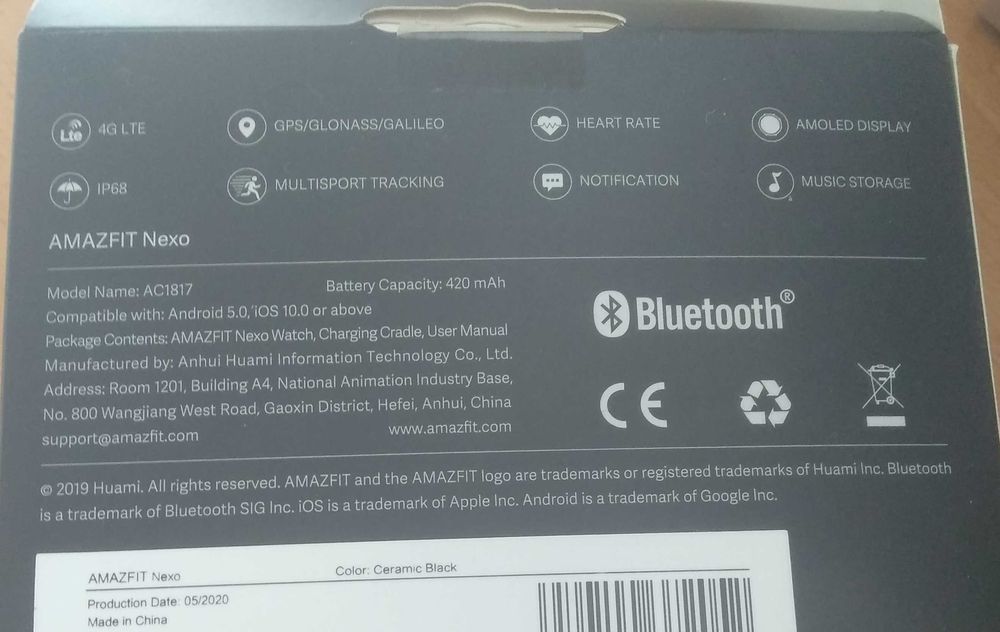 Lte 4G LTE GPS/GLONASS/GALILEO HEART RATE AMOLED DISPLAY
IP68 MULTISPORT TRACKING NOTIFICATION MUSIC STORAGE
AMAZFIT Nexo
Model Name: AC1817 Battery Capacity: 420 mAh
Compatible with: Android 5.0,iOS 10.0 or above
Package Contents: AMAZFIT Nexo Watch, Charging Cradle, User Manual
Manufactured by: Anhui Huami Information Technology Co., Ltd.
Address: Room 1201, Building A4, National Animation Industry Base,
No. 800 Wangjiang West Road, Gaoxin District, Hefei, Anhui, China
support@amazfit.com www.amazfit.com
Bluetooth®
CE
© 2019 Huami. All rights reserved. AMAZFIT and the AMAZFIT logo are trademarks or registered trademarks of Huami Inc. Bluetooth
is a trademark of Bluetooth SIG Inc. iOS is a trademark of Apple Inc. Android is a trademark of Google Inc.
AMAZFIT Nexo Color: Ceramic Black
Production Date: 05/2020
Made in China